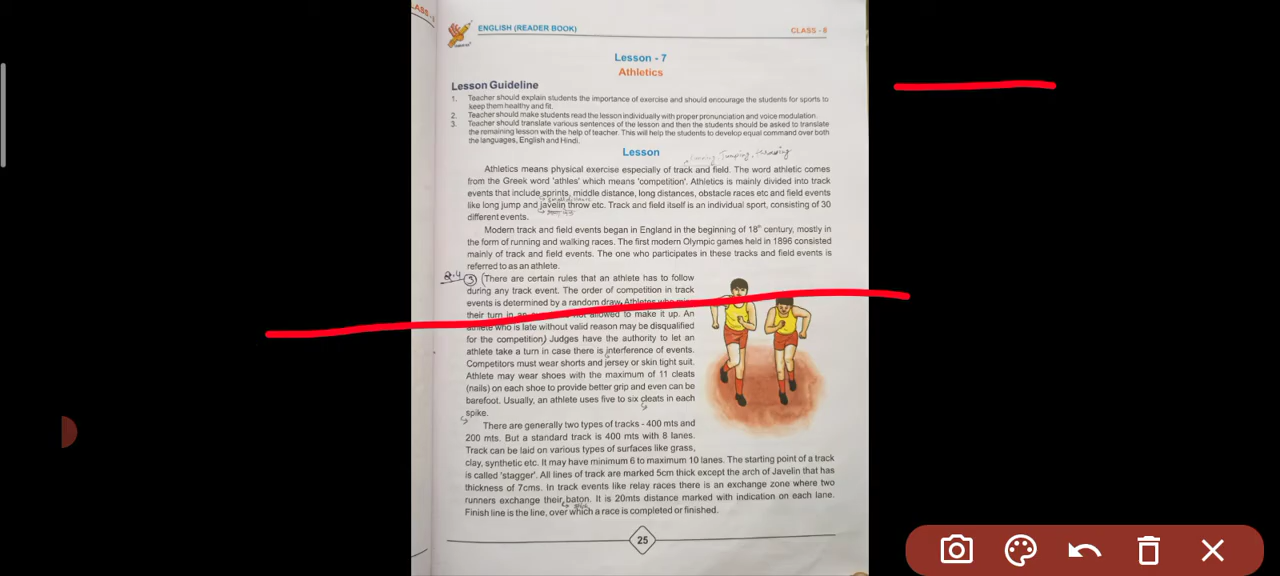 CLASS -
ENGLISH (READER BOOK)
CLASS - 8
Lesson - 7
Athletics
Lesson Guideline
1. Teacher should explain students the importance of exercise and should encourage the students for sports to
keep them healthy and fit.
2. Teacher should make students read the lesson individually with proper pronunciation and voice modulation.
3. Teacher should translate various sentences of the lesson and then the students should be asked to translate
the remaining lesson with the help of teacher. This will help the students to develop equal command over both
the languages, English and Hindi.
Lesson
Jumping,
Athletics means physical exercise especially of track and field. The word athletic comes
from the Greek word 'athles' which means 'competition'. Athletics is mainly divided into track
events that include sprints, middle distance, long distances, obstacle races etc and field events
like long jump and javelin throw etc. Track and field itself is an individual sport, consisting of 30
different events.
Modern track and field events began in England in the beginning of 18th century, mostly in
the form of running and walking races. The first modern Olympic games held in 1896 consisted
mainly of track and field events. The one who participates in these tracks and field events is
referred to as an athlete.
Q.4 3 (There are certain rules that an athlete has to follow
during any track event. The order of competition in track
events is determined by a random draw. Athletes who miss
their turn in an not allowed to make it up. An
athlete who is late without valid reason may be disqualified
for the competition) Judges have the authority to let an
athlete take a turn in case there is interference of events.
Competitors must wear shorts and jersey or skin tight suit.
Athlete may wear shoes with the maximum of 11 cleats
(nails) on each shoe to provide better grip and even can be
barefoot. Usually, an athlete uses five to six cleats in each
spike.
There are generally two types of tracks - 400 mts and
200 mts. But a standard track is 400 mts with 8 lanes.
Track can be laid on various types of surfaces like grass,
clay, synthetic etc. It may have minimum 6 to maximum 10 lanes. The starting point of a track
is called 'stagger'. All lines of track are marked 5cm thick except the arch of Javelin that has
thickness of 7cms. In track events like relay races there is an exchange zone where two
runners exchange their baton. It is 20mts distance marked with indication on each lane.
Finish line is the line, over which a race is completed or finished.
25